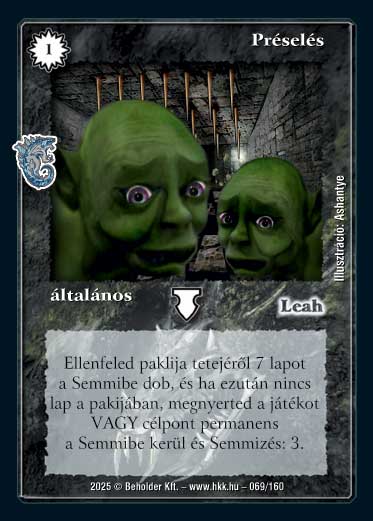 1
Préselés
Illusztráció: Ashantye
általános
Leah
Ellenfeled paklija tetejéről 7 lapot
a Semmibe dob, és ha ezután nincs
lap a pakijában, megnyerted a játékot
VAGY célpont permanens
a Semmibe kerül és Semmizés: 3.
2025 © Beholder Kft. – www.hkk.hu – 069/160